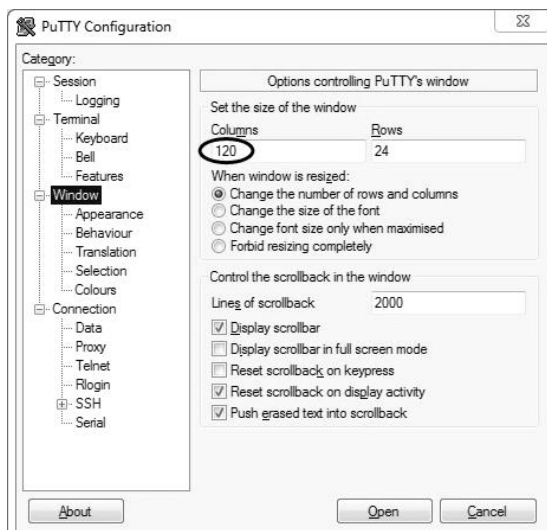 PuTTY Configuration
Category:
Session
Logging
Terminal
Keyboard
Bell
Features
Window
Appearance
Behaviour
Translation
Selection
Colours
Connection
Data
Proxy
Telnet
Rlogin
SSH
Serial
Options controlling PuTTY's window
Set the size of the window
Columns Rows
120 24
When window is resized:
Change the number of rows and columns
Change the size of the font
Change font size only when maximised
Forbid resizing completely
Control the scrollback in the window
Lines of scrollback 2000
Display scrollbar
Display scrollbar in full screen mode
Reset scrollback on keypress
Reset scrollback on display activity
Push erased text into scrollback
About Open Cancel